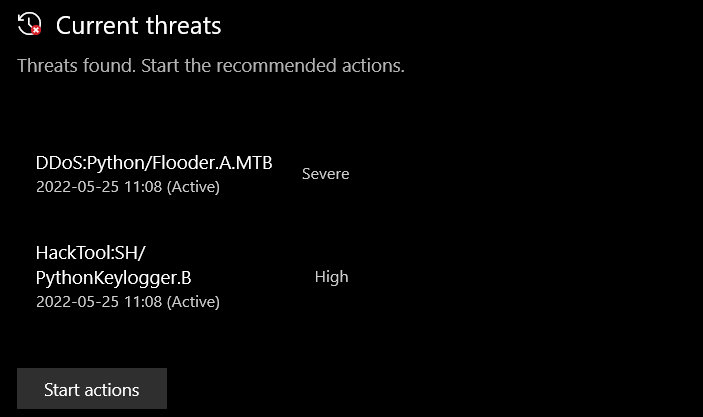 Current threats
Threats found. Start the recommended actions.
DDoS:Python/Flooder.A.MTB
Severe
2022-05-25 11:08 (Active)
HackTool:SH/
PythonKeylogger.B
High
2022-05-25 11:08 (Active)
Start actions